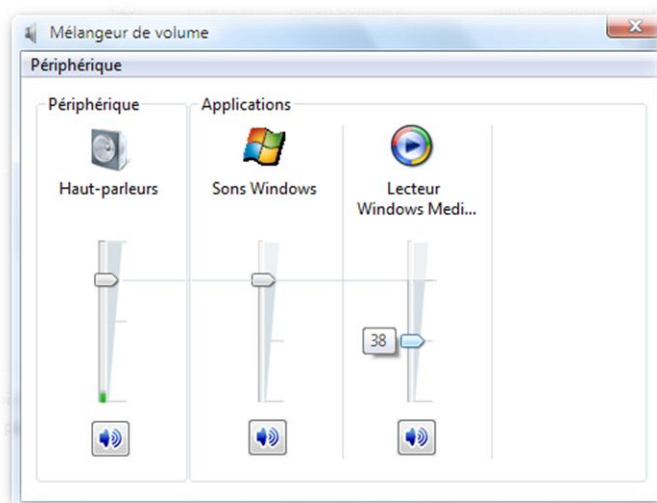 Mélangeur de volume
Périphérique
Périphérique
Applications
Haut-parleurs
Sons Windows
Lecteur
Windows Medi...
38